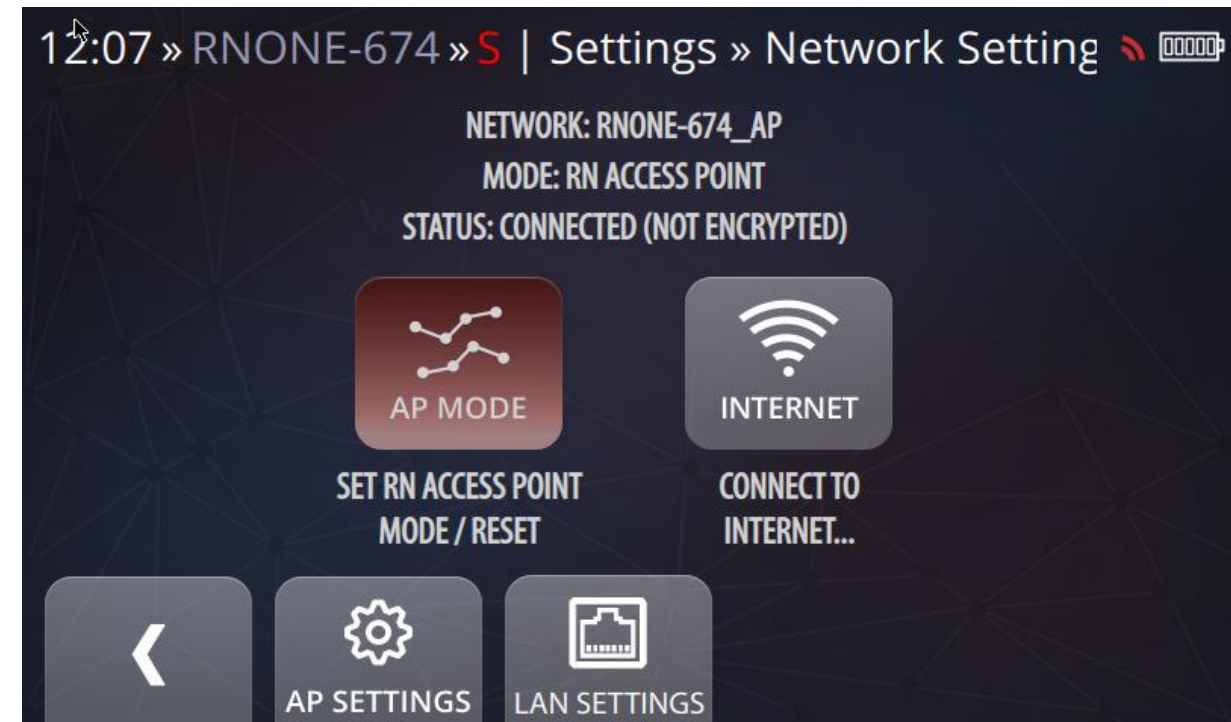 12:07 » RNONE-674 » S | Settings » Network Setting
NETWORK: RNONE-674_AP
MODE: RN ACCESS POINT
STATUS: CONNECTED (NOT ENCRYPTED)
AP MODE
INTERNET
SET RN ACCESS POINT
MODE / RESET
CONNECT TO
INTERNET...
AP SETTINGS
LAN SETTINGS